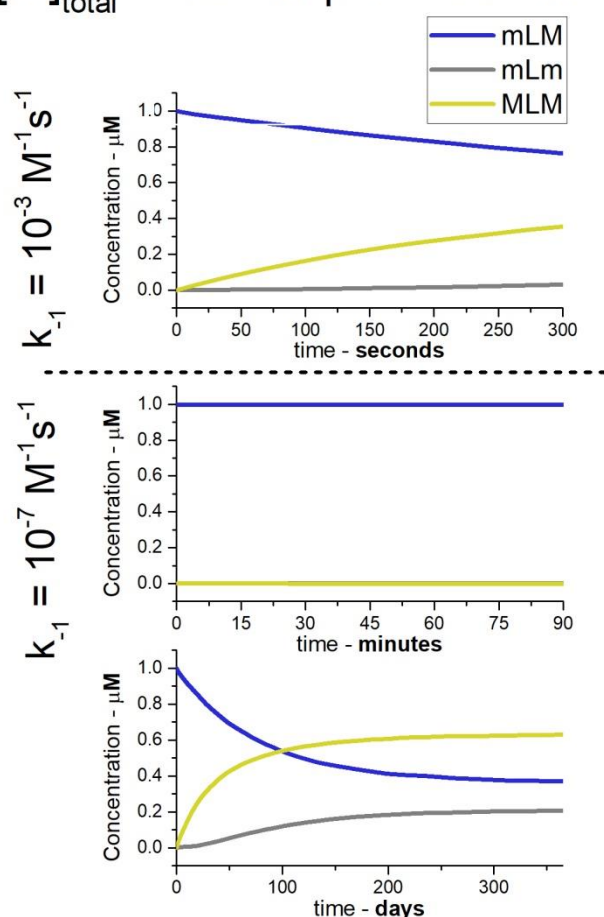 total
mLM
mLm
MLM
k-1 = 10-3 M-1s-1
Concentration - μM
1.0
0.8
0.6
0.4
0.2
0.0
0 50 100 150 200 250 300
time - seconds
k-1 = 10-7 M-1s-1
Concentration - μM
1.0
0.8
0.6
0.4
0.2
0.0
0 15 30 45 60 75 90
time - minutes
Concentration - μM
1.0
0.8
0.6
0.4
0.2
0.0
0 100 200 300
time - days